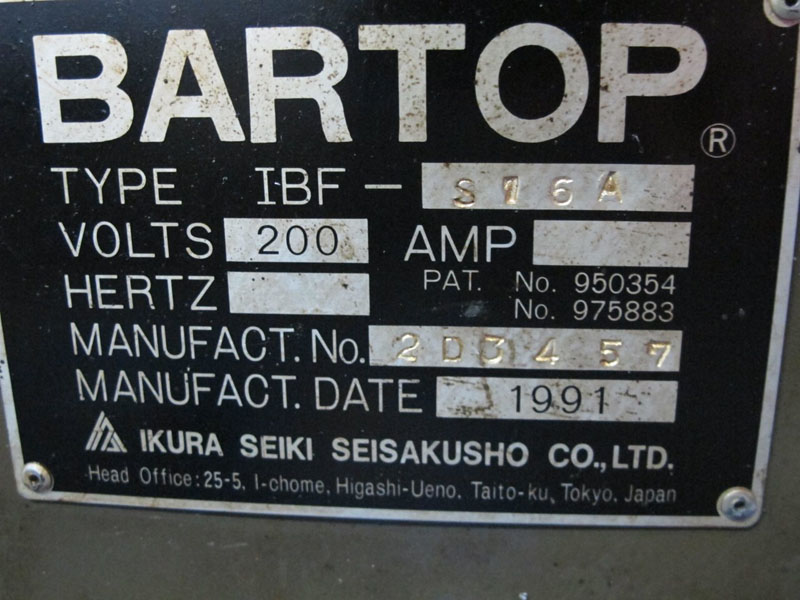 BARTOP ®
TYPE IBF - S16A
VOLTS 200 AMP
HERTZ PAT. No. 950354
No. 975883
MANUFACT. No. 2D3457
MANUFACT. DATE 1991
IKURA SEIKI SEISAKUSHO CO., LTD.
Head Office: 25-5, I-chome, Higashi-Ueno, Taito-ku, Tokyo, Japan